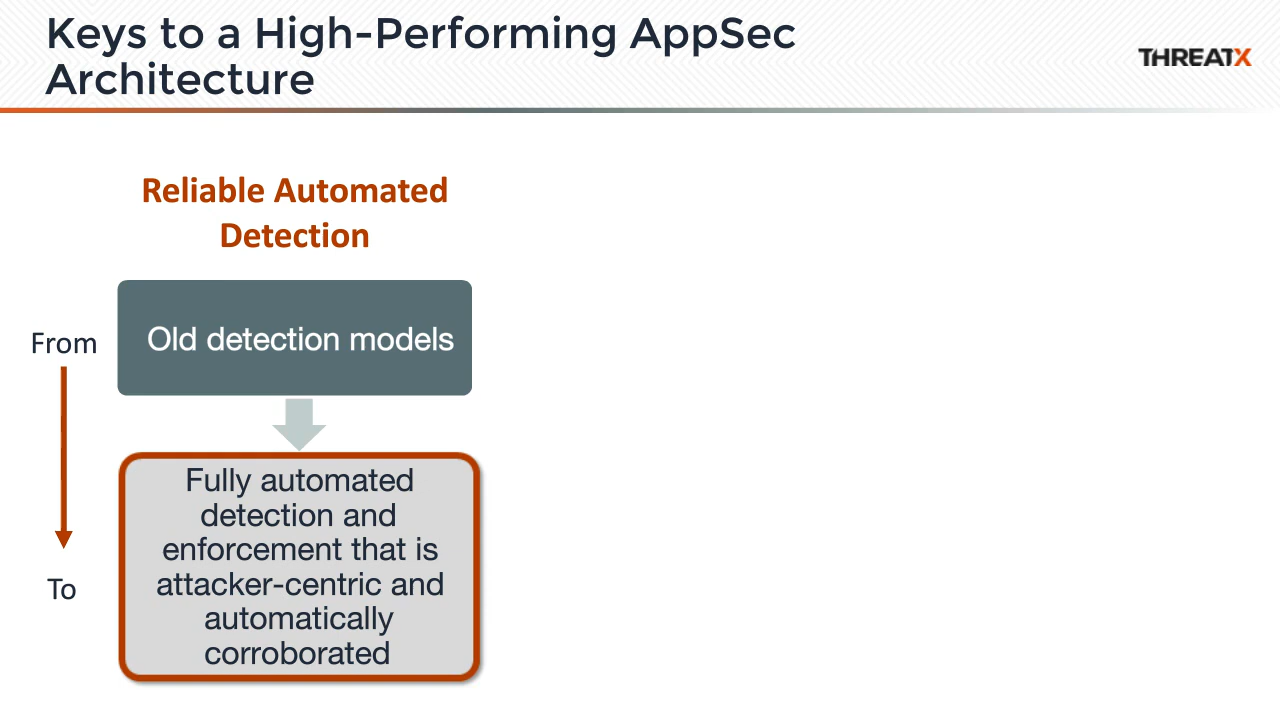 Keys to a High-Performing AppSec
Architecture
THREATX
Reliable Automated
Detection
From
Old detection models
To
Fully automated
detection and
enforcement that is
attacker-centric and
automatically
corroborated